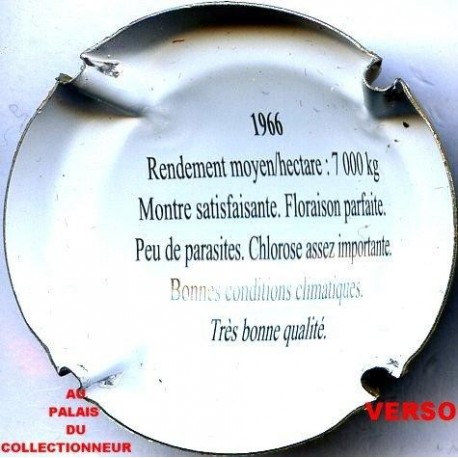 1966
Rendement moyen/hectare : 7 000 kg
Montre satisfaisante. Floraison parfaite.
Peu de parasites. Chlorose assez importante.
Bonnes conditions climatiques.
Très bonne qualité.
AU
PALAIS
DU
COLLECTIONNEUR
VERSO